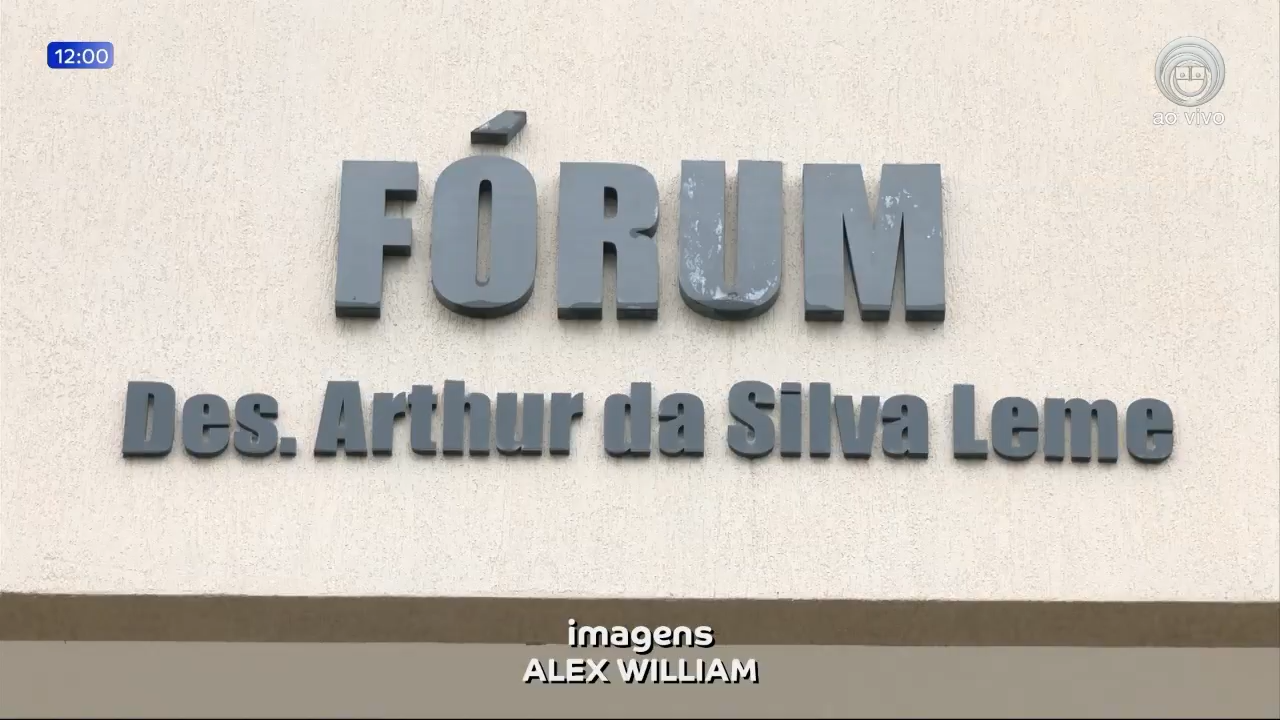 12:00
ao vivo
FÓRUM
Des. Arthur da Silva Leme
imagens
ALEX WILLIAM